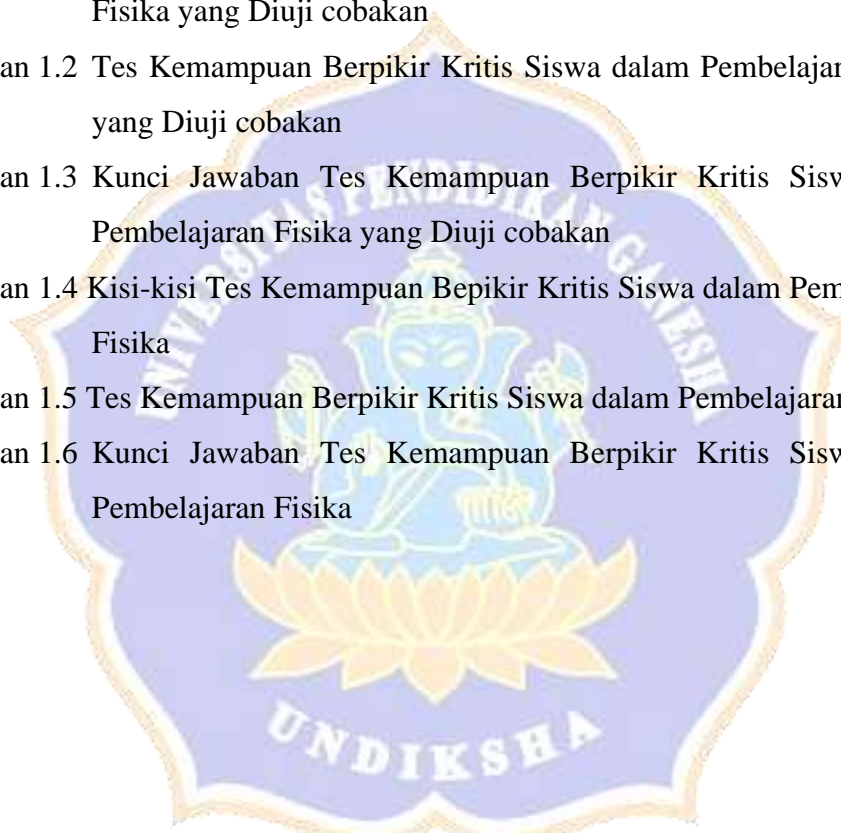 Fisika yang Diuji cobakan
an 1.2 Tes Kemampuan Berpikir Kritis Siswa dalam Pembelajar
yang Diuji cobakan
an 1.3 Kunci Jawaban Tes Kemampuan Berpikir Kritis Sisw
Pembelajaran Fisika yang Diuji cobakan
an 1.4 Kisi-kisi Tes Kemampuan Bepikir Kritis Siswa dalam Pem
Fisika
an 1.5 Tes Kemampuan Berpikir Kritis Siswa dalam Pembelajaran
an 1.6 Kunci Jawaban Tes Kemampuan Berpikir Kritis Sisw
Pembelajaran Fisika
UNIVERSITAS PENDIDIKAN GANESHA
UNDIKSHA